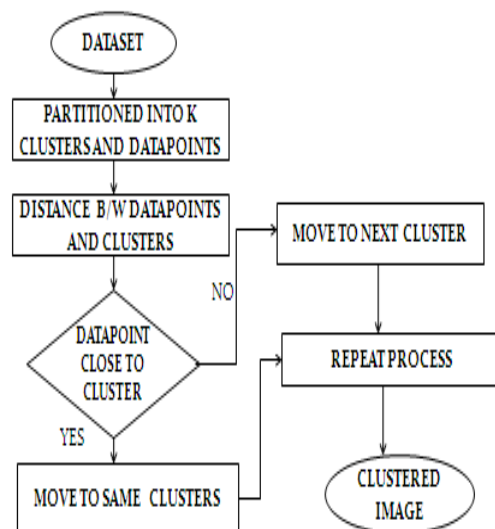 DATASET
PARTITIONED INTO K
CLUSTERS AND DATAPOINTS
DISTANCE B/W DATAPOINTS
AND CLUSTERS
DATAPOINT
CLOSE TO
CLUSTER
NO
MOVE TO NEXT CLUSTER
YES
MOVE TO SAME CLUSTERS
REPEAT PROCESS
CLUSTERED
IMAGE